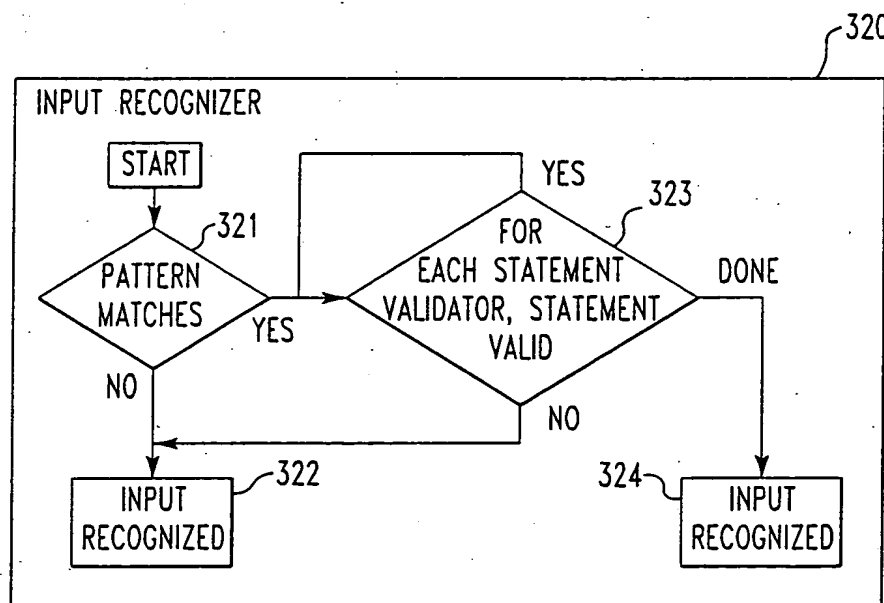 320
INPUT RECOGNIZER
START
321
PATTERN
MATCHES
YES
NO
YES
323
FOR
EACH STATEMENT
VALIDATOR, STATEMENT
VALID
DONE
NO
322
INPUT
RECOGNIZED
324
INPUT
RECOGNIZED